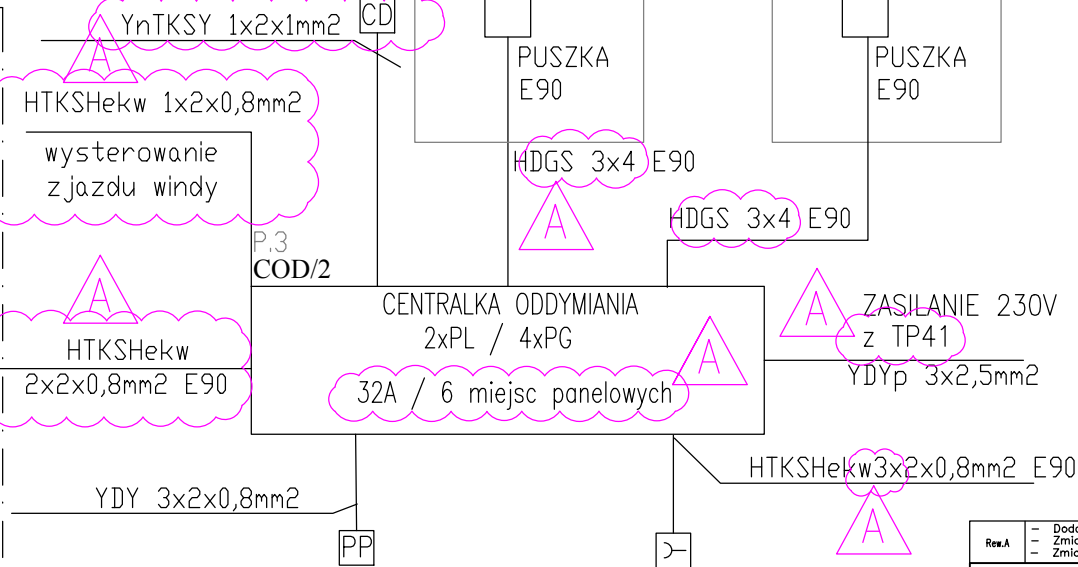 YnTKSY 1x2x1mm2
CD
A
PUSZKA
E90
PUSZKA
E90
HTKSHekw 1x2x0,8mm2
wysterowanie
zjazdu windy
HDGS 3x4 E90
A
HDGS 3x4 E90
P.3
COD/2
A
CENTRALKA ODDYMIANIA
2xPL / 4xPG
A
ZASILANIE 230V
z TP41
YDYp 3x2,5mm2
HTKSHekw
2x2x0,8mm2 E90
A
32A / 6 miejsc panelowych
HTKSHekw3x2x0,8mm2 E90
A
YDY 3x2x0,8mm2
PP
Rew.A